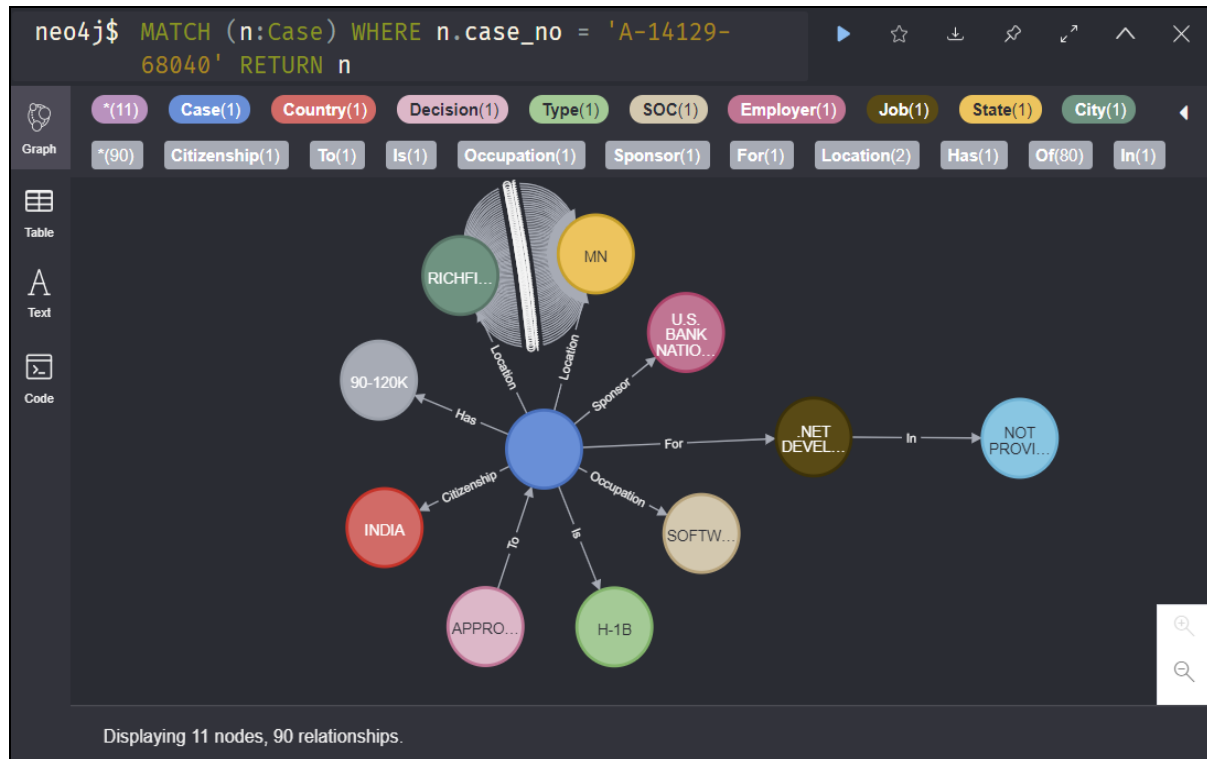 neo4j$ MATCH (n:Case) WHERE n.case_no = 'A-14129-
68040' RETURN n
*(11) Case(1) Country(1) Decision(1) Type(1) SOC(1) Employer(1) Job(1) State(1) City(1)
*(90) Citizenship(1) To(1) Is(1) Occupation(1) Sponsor(1) For(1) Location(2) Has(1) Of(80) In(1)
Graph
Table
Text
Code
RICHFI...
MN
U.S.
BANK
NATIO...
Location
Location
Sponsor
90-120K
Has
For
.NET
DEVEL...
In
NOT
PROVI...
Citizenship
Occupation
INDIA
To
Is
SOFTW...
APPRO...
H-1B
Displaying 11 nodes, 90 relationships.